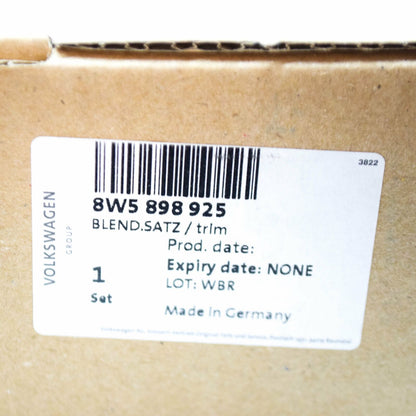 3822
VOLKSWAGEN
GROUP
8W5 898 925
BLEND.SATZ / trim
Prod. date:
Expiry date: NONE
1
Set
LOT: WBR
Made in Germany